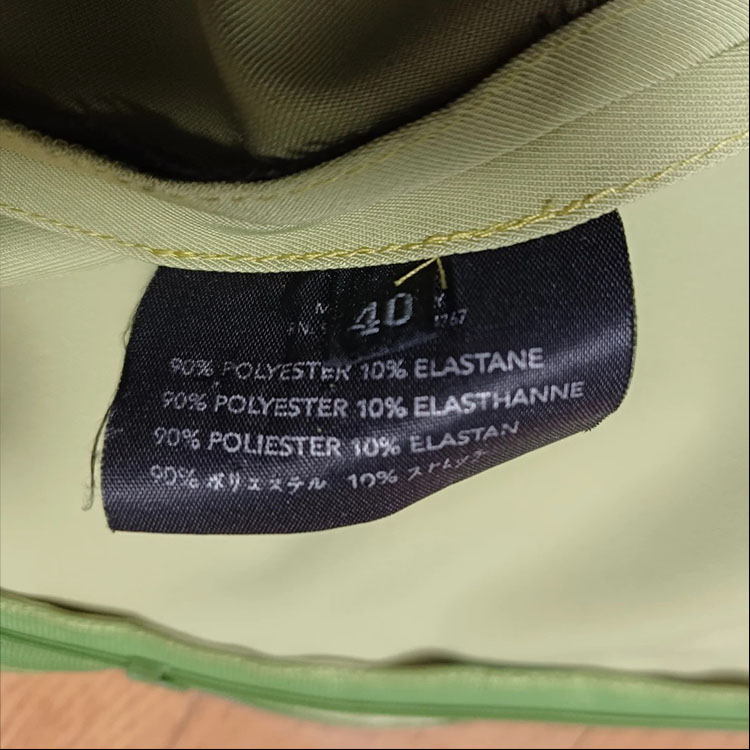 40
90% POLYESTER 10% ELASTANE
90% POLYESTER 10% ELASTHANNE
90% POLIESTER 10% ELASTAN
90% ポリエステル 10% ストレッチ